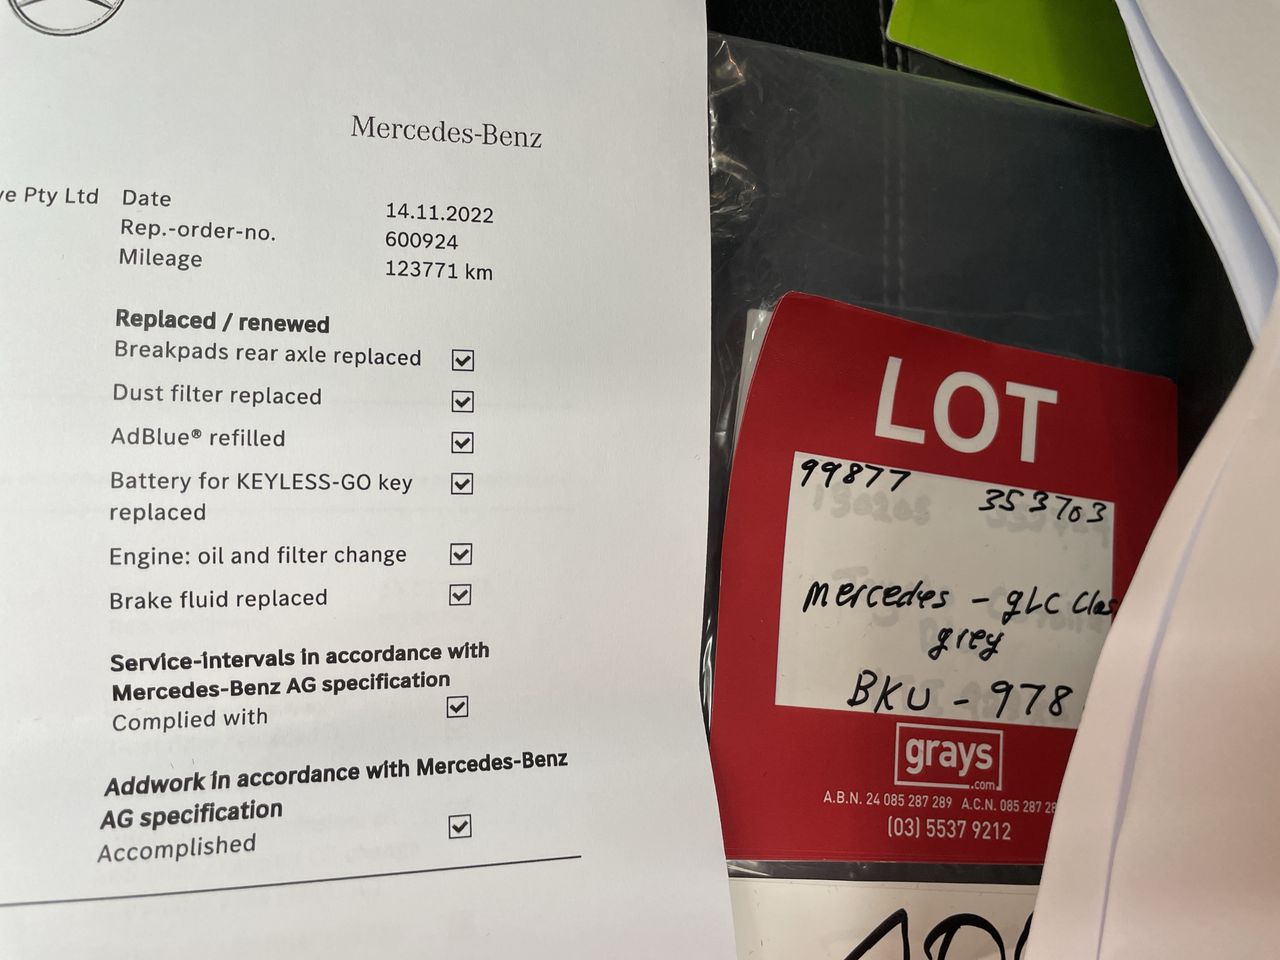 Mercedes-Benz
Pty Ltd
Date 14.11.2022
Rep.-order-no. 600924
Mileage 123771 km
Replaced / renewed
Breakpads rear axle replaced
Dust filter replaced
AdBlue® refilled
Battery for KEYLESS-GO key
replaced
Engine: oil and filter change
Brake fluid replaced
Service-intervals in accordance with
Mercedes-Benz AG specification
Complied with
Addwork in accordance with Mercedes-Benz
AG specification
Accomplished
LOT
99877 353703
Mercedes - GLC
grey
BKU - 978
grays
.com
A.B.N. 24 085 287 289 A.C.N. 085 287
(03) 5537 9212